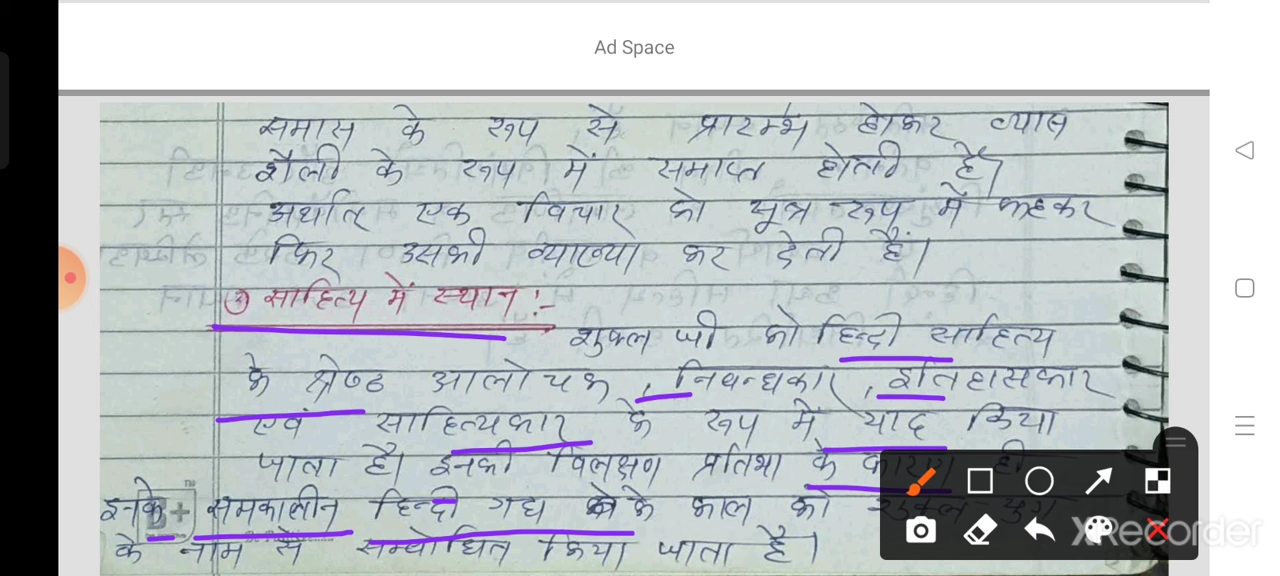 Ad Space
समास के रूप से प्रारम्भ होकर व्यास
शैली के रूप में समाप्त होती है।
अर्थात एक विचार को सूत्र रूप में कहकर
फिर उसकी व्याख्या कर देती हैं।
③ साहित्य में स्थान :-
शुक्ल जी को हिन्दी साहित्य
के श्रेष्ठ आलोचक, निबन्धकार, इतिहासकार
एवं साहित्यकार के रूप में याद किया
जाता है। इनकी विलक्षण प्रतिभा के कारण ही
इनके समकालीन हिन्दी गद्य के काल को शुक्ल युग
के नाम से सम्बोधित किया जाता है।
XRecorder